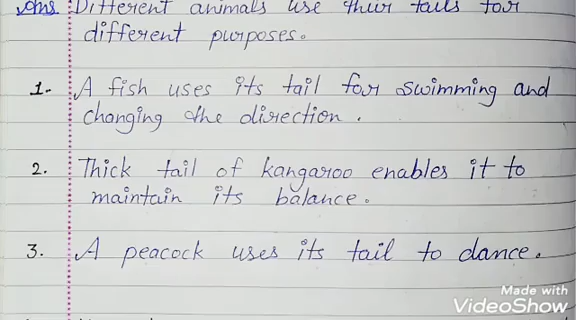 Ans Different animals use their tails for
different purposes.
1. A fish uses its tail for swimming and
changing the direction.
2. Thick tail of kangaroo enables it to
maintain its balance.
3. A peacock uses its tail to dance.
Made with
VideoShow